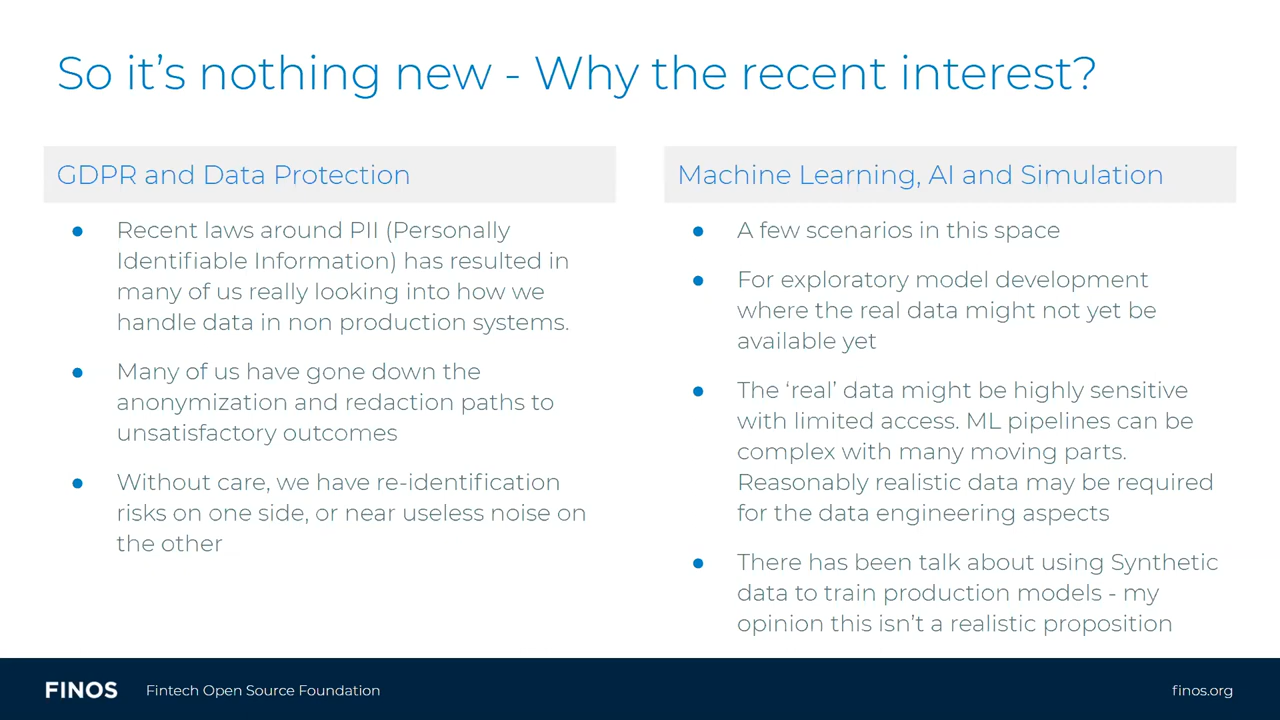 So it's nothing new - Why the recent interest?
GDPR and Data Protection
● Recent laws around PII (Personally
Identifiable Information) has resulted in
many of us really looking into how we
handle data in non production systems.
● Many of us have gone down the
anonymization and redaction paths to
unsatisfactory outcomes
● Without care, we have re-identification
risks on one side, or near useless noise on
the other
Machine Learning, AI and Simulation
● A few scenarios in this space
● For exploratory model development
where the real data might not yet be
available yet
● The ‘real’ data might be highly sensitive
with limited access. ML pipelines can be
complex with many moving parts.
Reasonably realistic data may be required
for the data engineering aspects
● There has been talk about using Synthetic
data to train production models - my
opinion this isn't a realistic proposition
FINOS Fintech Open Source Foundation
finos.org